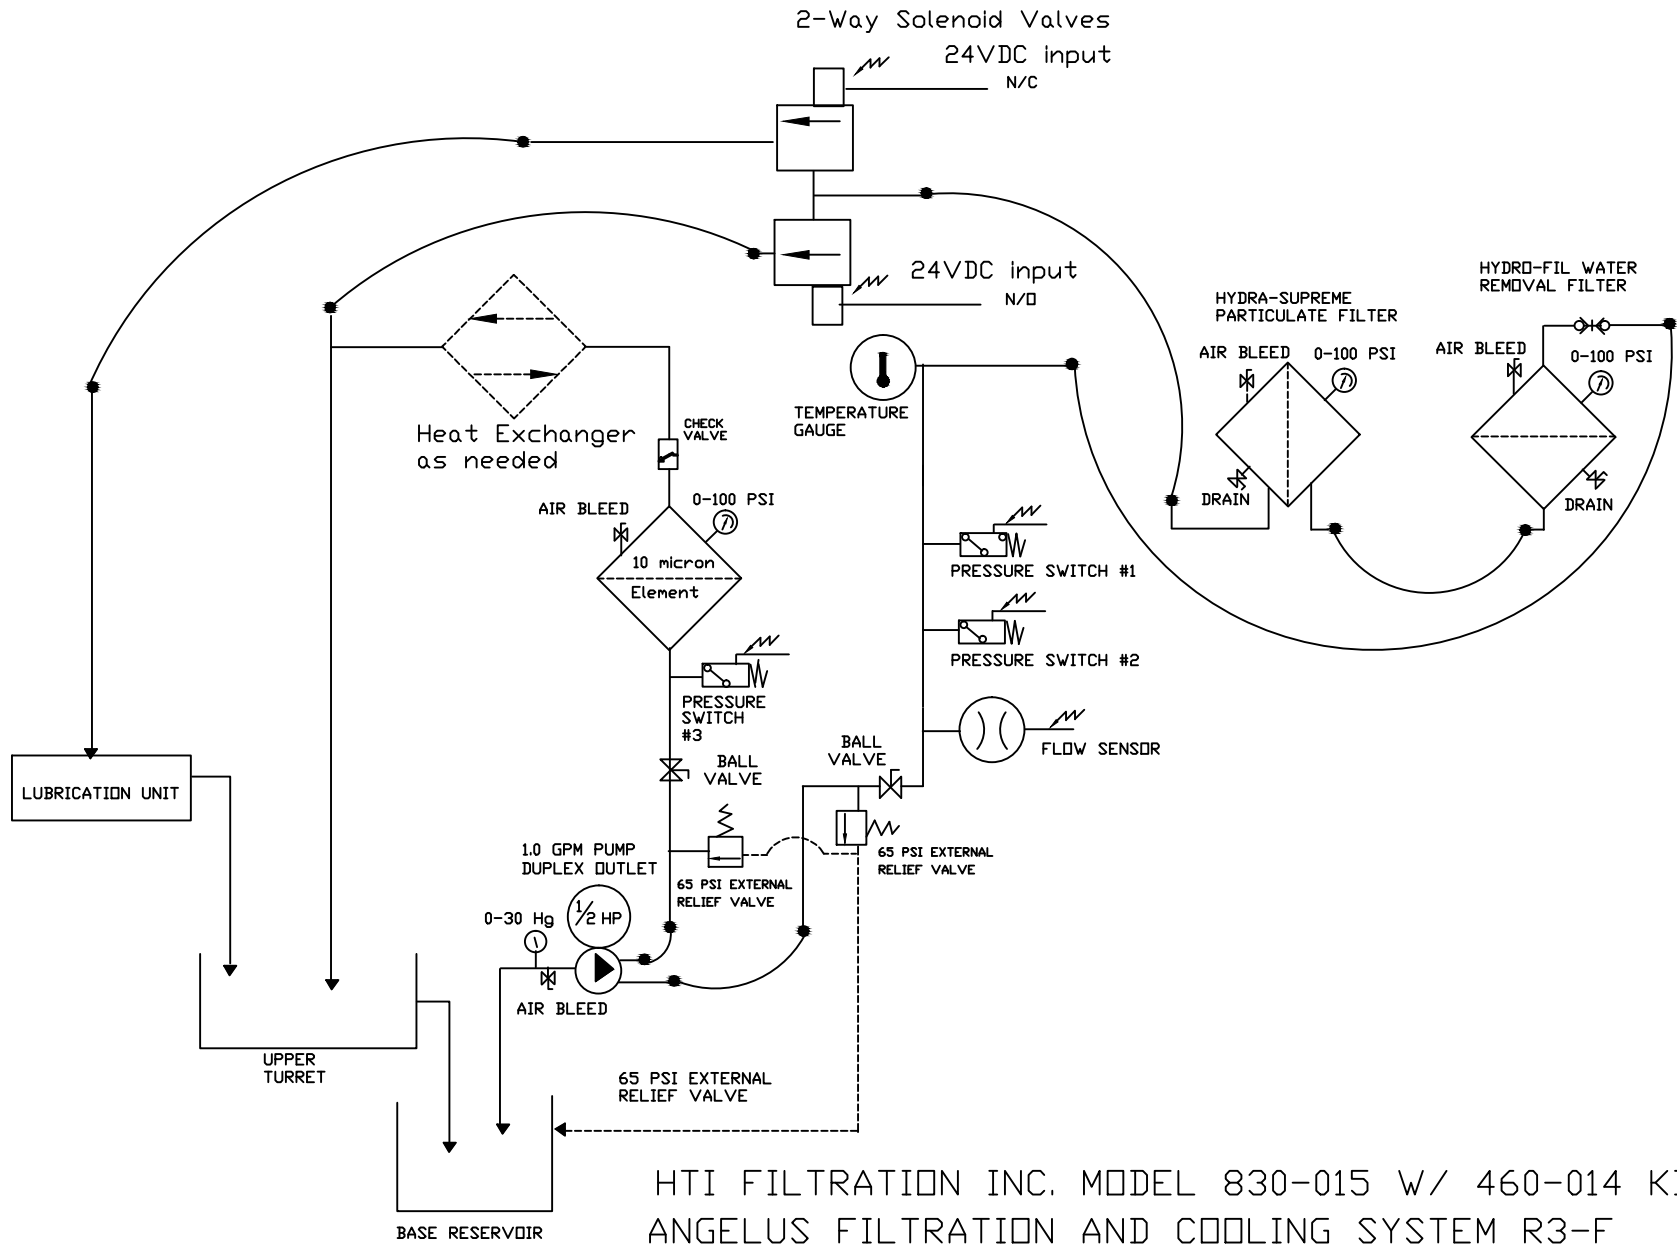 2-Way Solenoid Valves
24VDC input
N/C
24VDC input
N/O
HYDRO-FIL WATER
REMOVAL FILTER
HYDRA-SUPREME
PARTICULATE FILTER
AIR BLEED
0-100 PSI
AIR BLEED
0-100 PSI
TEMPERATURE
GAUGE
CHECK
VALVE
Heat Exchanger
as needed
DRAIN
DRAIN
0-100 PSI
AIR BLEED
10 micron
Element
PRESSURE SWITCH #1
PRESSURE SWITCH #2
PRESSURE
SWITCH
#3
FLOW SENSOR
BALL
VALVE
BALL
VALVE
LUBRICATION UNIT
1.0 GPM PUMP
DUPLEX OUTLET
65 PSI EXTERNAL
RELIEF VALVE
65 PSI EXTERNAL
RELIEF VALVE
0-30 Hg
1/2 HP
AIR BLEED
UPPER
TURRET
65 PSI EXTERNAL
RELIEF VALVE
BASE RESERVOIR
HTI FILTRATION INC. MODEL 830-015 W/ 460-014
ANGELUS FILTRATION AND COOLING SYSTEM R3-F